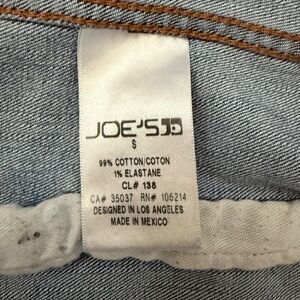 JOE'S JD
S
99% COTTON/COTON
1% ELASTANE
CL# 138
CA# 35037 RN# 105214
DESIGNED IN LOS ANGELES
MADE IN MEXICO